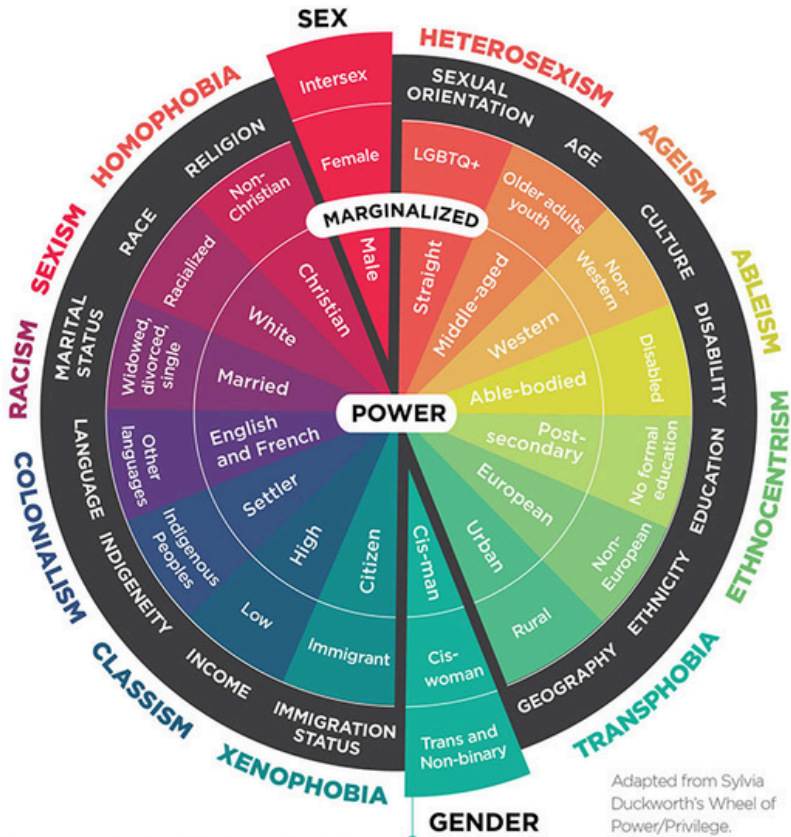 SEX
Intersex
Female
Male
MARGINALIZED
POWER
HETEROSEXISM
SEXUAL
ORIENTATION
LGBTQ+
Straight
AGEISM
AGE
Older adults
youth
Middle-aged
CULTURE
Non-
Western
Western
ABLEISM
DISABILITY
Disabled
Able-bodied
ETHNOCENTRISM
EDUCATION
No formal
education
Post-
secondary
ETHNICITY
Non-
European
European
TRANSPHOBIA
GEOGRAPHY
Rural
Urban
Cis-man
Cis-
woman
Trans and
Non-binary
GENDER
XENOPHOBIA
IMMIGRATION
STATUS
Immigrant
Citizen
CLASSISM
INCOME
Low
High
COLONIALISM
INDIGENEITY
Indigenous
Peoples
Settler
LANGUAGE
Other
languages
English
and French
RACISM
MARITAL
STATUS
Widowed,
divorced,
single
Married
SEXISM
RACE
Racialized
White
HOMOPHOBIA
RELIGION
Non-
Christian
Christian
Adapted from Sylvia
Duckworth’s Wheel of
Power/Privilege.